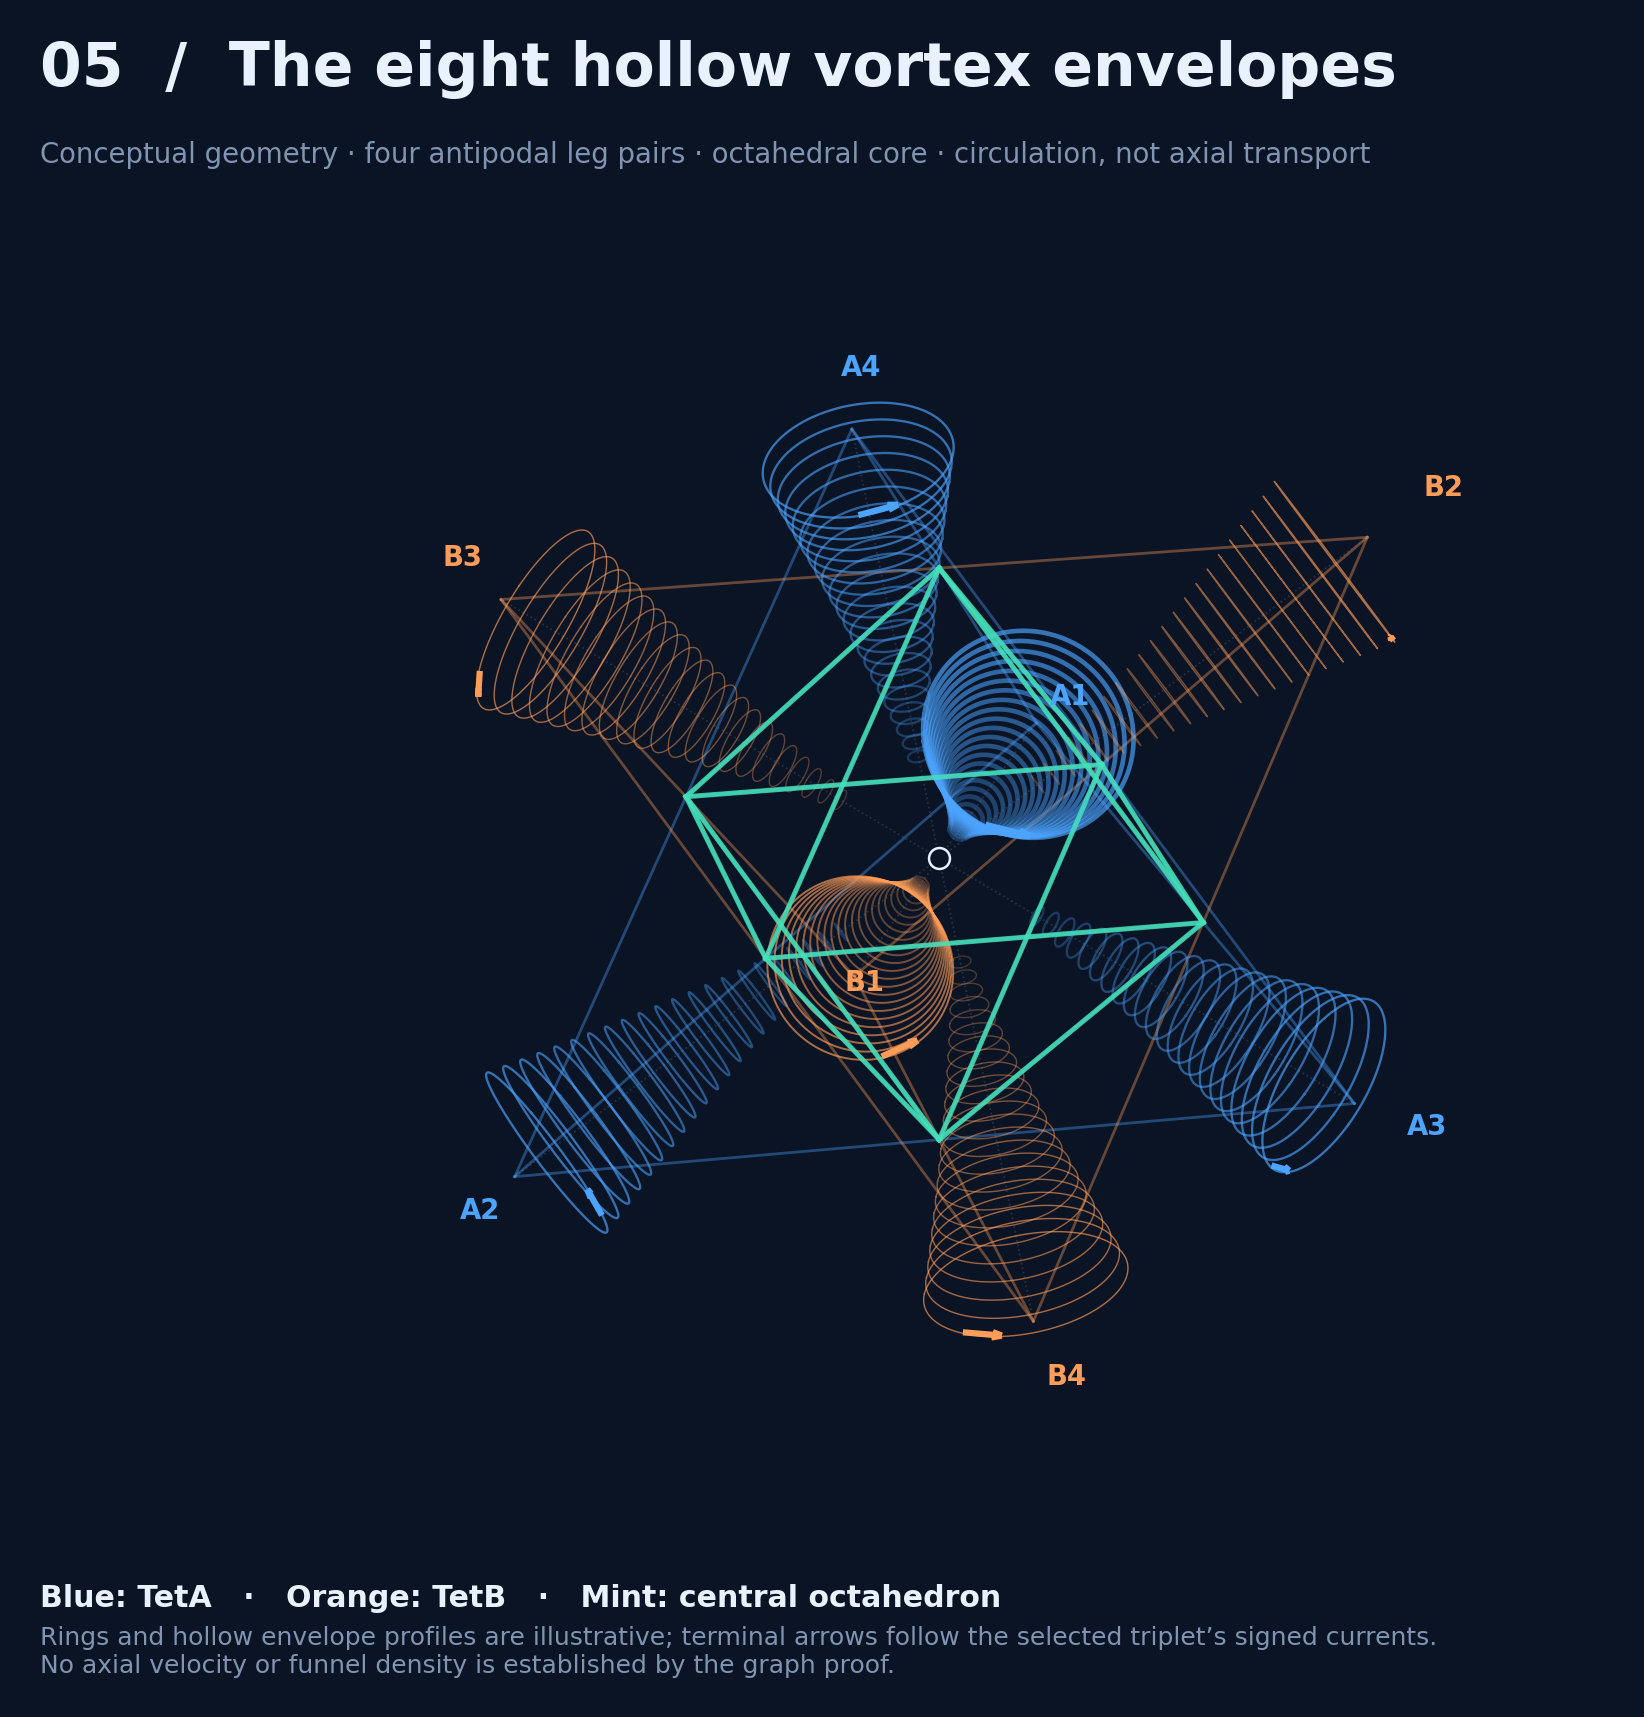 05 / The eight hollow vortex envelopes
Conceptual geometry · four antipodal leg pairs · octahedral core · circulation, not axial transport
A4
B2
B3
A1
B1
A3
A2
B4
Blue: TetA · Orange: TetB · Mint: central octahedron
Rings and hollow envelope profiles are illustrative; terminal arrows follow the selected triplet’s signed currents.
No axial velocity or funnel density is established by the graph proof.